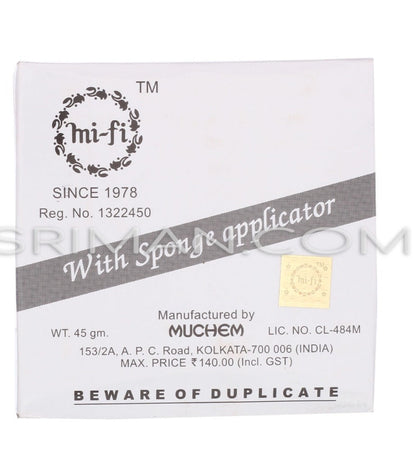 TM
mi-fi
SINCE 1978
Reg. No. 1322450
SRIMAN.COM
With Sponge applicator
mi-fi
Manufactured by
WT. 45 gm. MUCHEM LIC. NO. CL-484M
153/2A, A. P. C. Road, KOLKATA-700 006 (INDIA)
MAX. PRICE ₹ 140.00 (Incl. GST)
BEWARE OF DUPLICATE